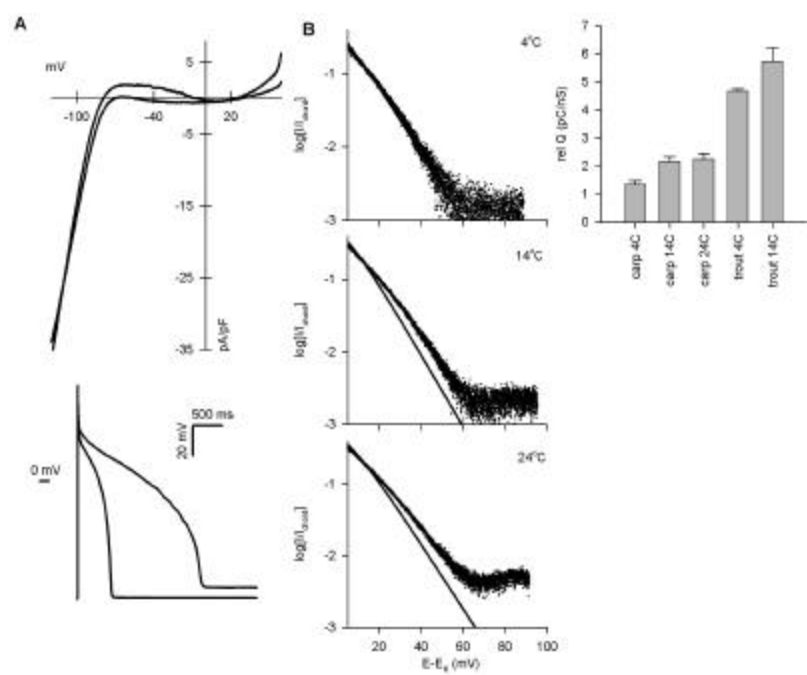 A
mV
5
-100
-40
20
-5
-15
-25
-35
pA/pF
500 ms
20 mV
0 mV
B
4°C
-1
-2
-3
14°C
-1
-2
-3
24°C
-1
-2
-3
20
40
60
80
100
E-E (mV)
7
6
5
4
3
2
1
0
rel Q (pC/nS)
carp 4C
carp 14C
carp 24C
trout 4C
trout 14C